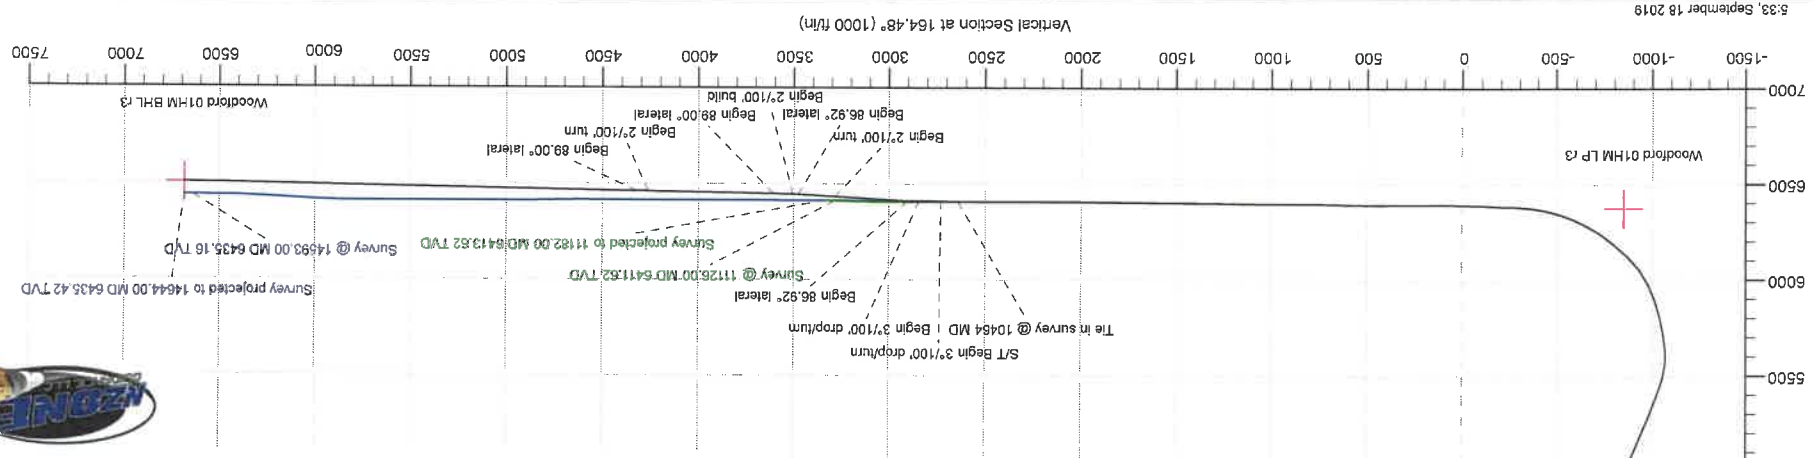 5500
S/T Begin 3°/100' drop/turn
Tie in survey @ 10464 MD
Begin 3°/100' drop/turn
Begin 86.92° lateral
Survey projected to 14644.00 MD 6435.42 TVD
6000
Survey @ 11126.00 MD 6411.62 TVD
Survey projected to 11182.00 MD 6413.62 TVD
Survey @ 14593.00 MD 6435.16 TVD
6500
Woodford 01HM LP r3
Begin 89.00° lateral
Begin 2°/100' turn
Begin 2°/100' turn
Begin 86.92° lateral
Begin 89.00° lateral
Begin 2°/100' build
Woodford 01HM BHL r3
7000
-1500 -1000 -500 0 500 1000 1500 2000 2500 3000 3500 4000 4500 5000 5500 6000 6500 7000 7500
Vertical Section at 164.48° (1000 ft/in)
5:33, September 18 2019